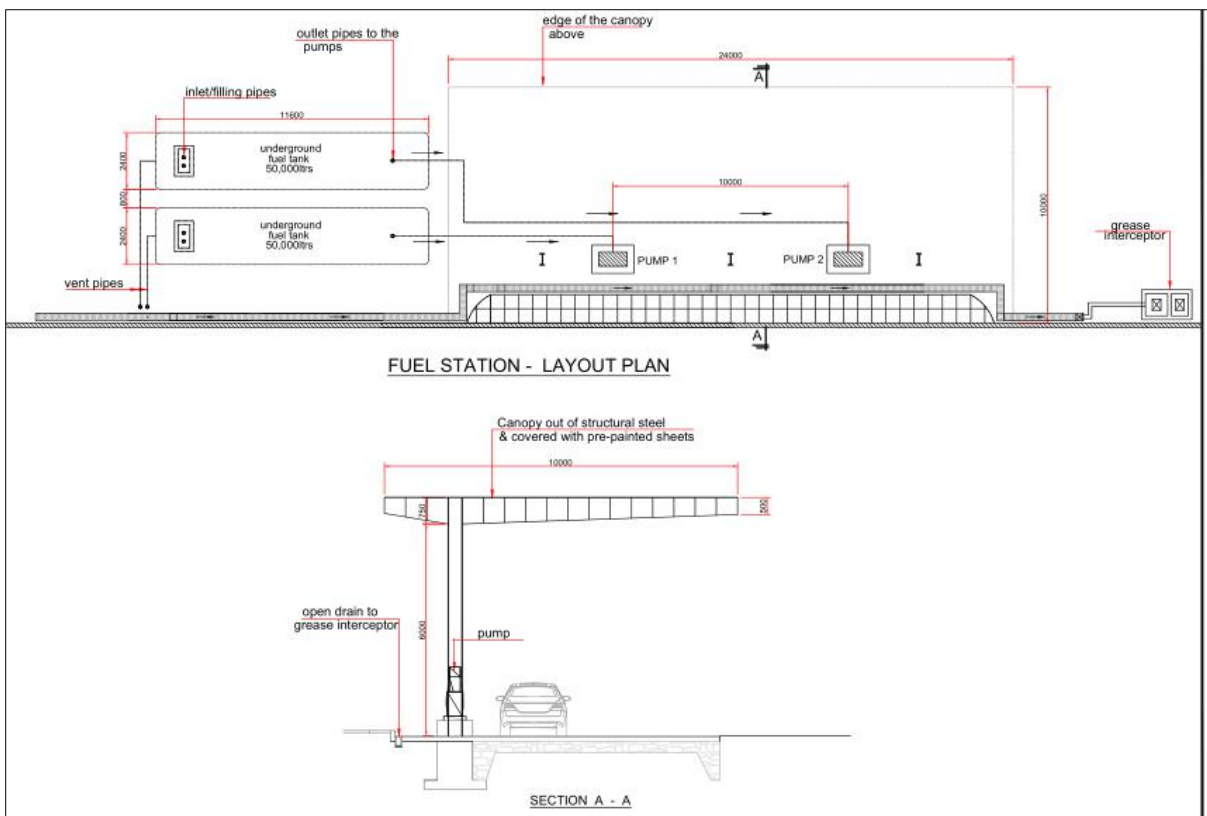 edge of the canopy
above
outlet pipes to the
pumps
24000
A
inlet/filling pipes
11600
underground
fuel tank
50,000ltrs
2400
10000
10000
800
underground
fuel tank
50,000ltrs
2400
grease
interceptor
PUMP 1
PUMP 2
vent pipes
A
FUEL STATION - LAYOUT PLAN
Canopy out of structural steel
& covered with pre-painted sheets
10000
750
500
open drain to
grease interceptor
6000
pump
SECTION A - A